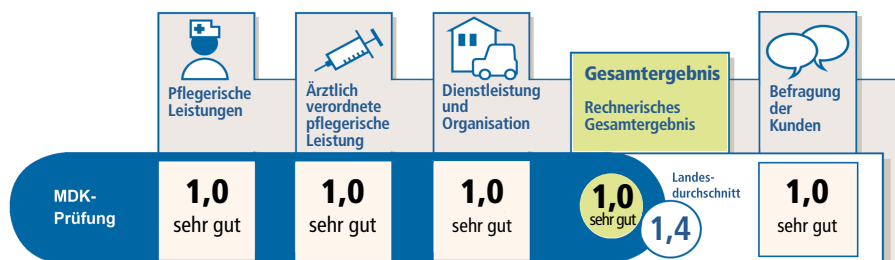 Pflegerische
Leistungen
Ärztlich
verordnete
pflegerische
Leistung
Dienstleistung
und
Organisation
Gesamtergebnis
Rechnerisches
Gesamtergebnis
Befragung
der
Kunden
MDK-
Prüfung
1,0
sehr gut
1,0
sehr gut
1,0
sehr gut
1,0
sehr gut
Landes-
durchschnitt
1,4
1,0
sehr gut